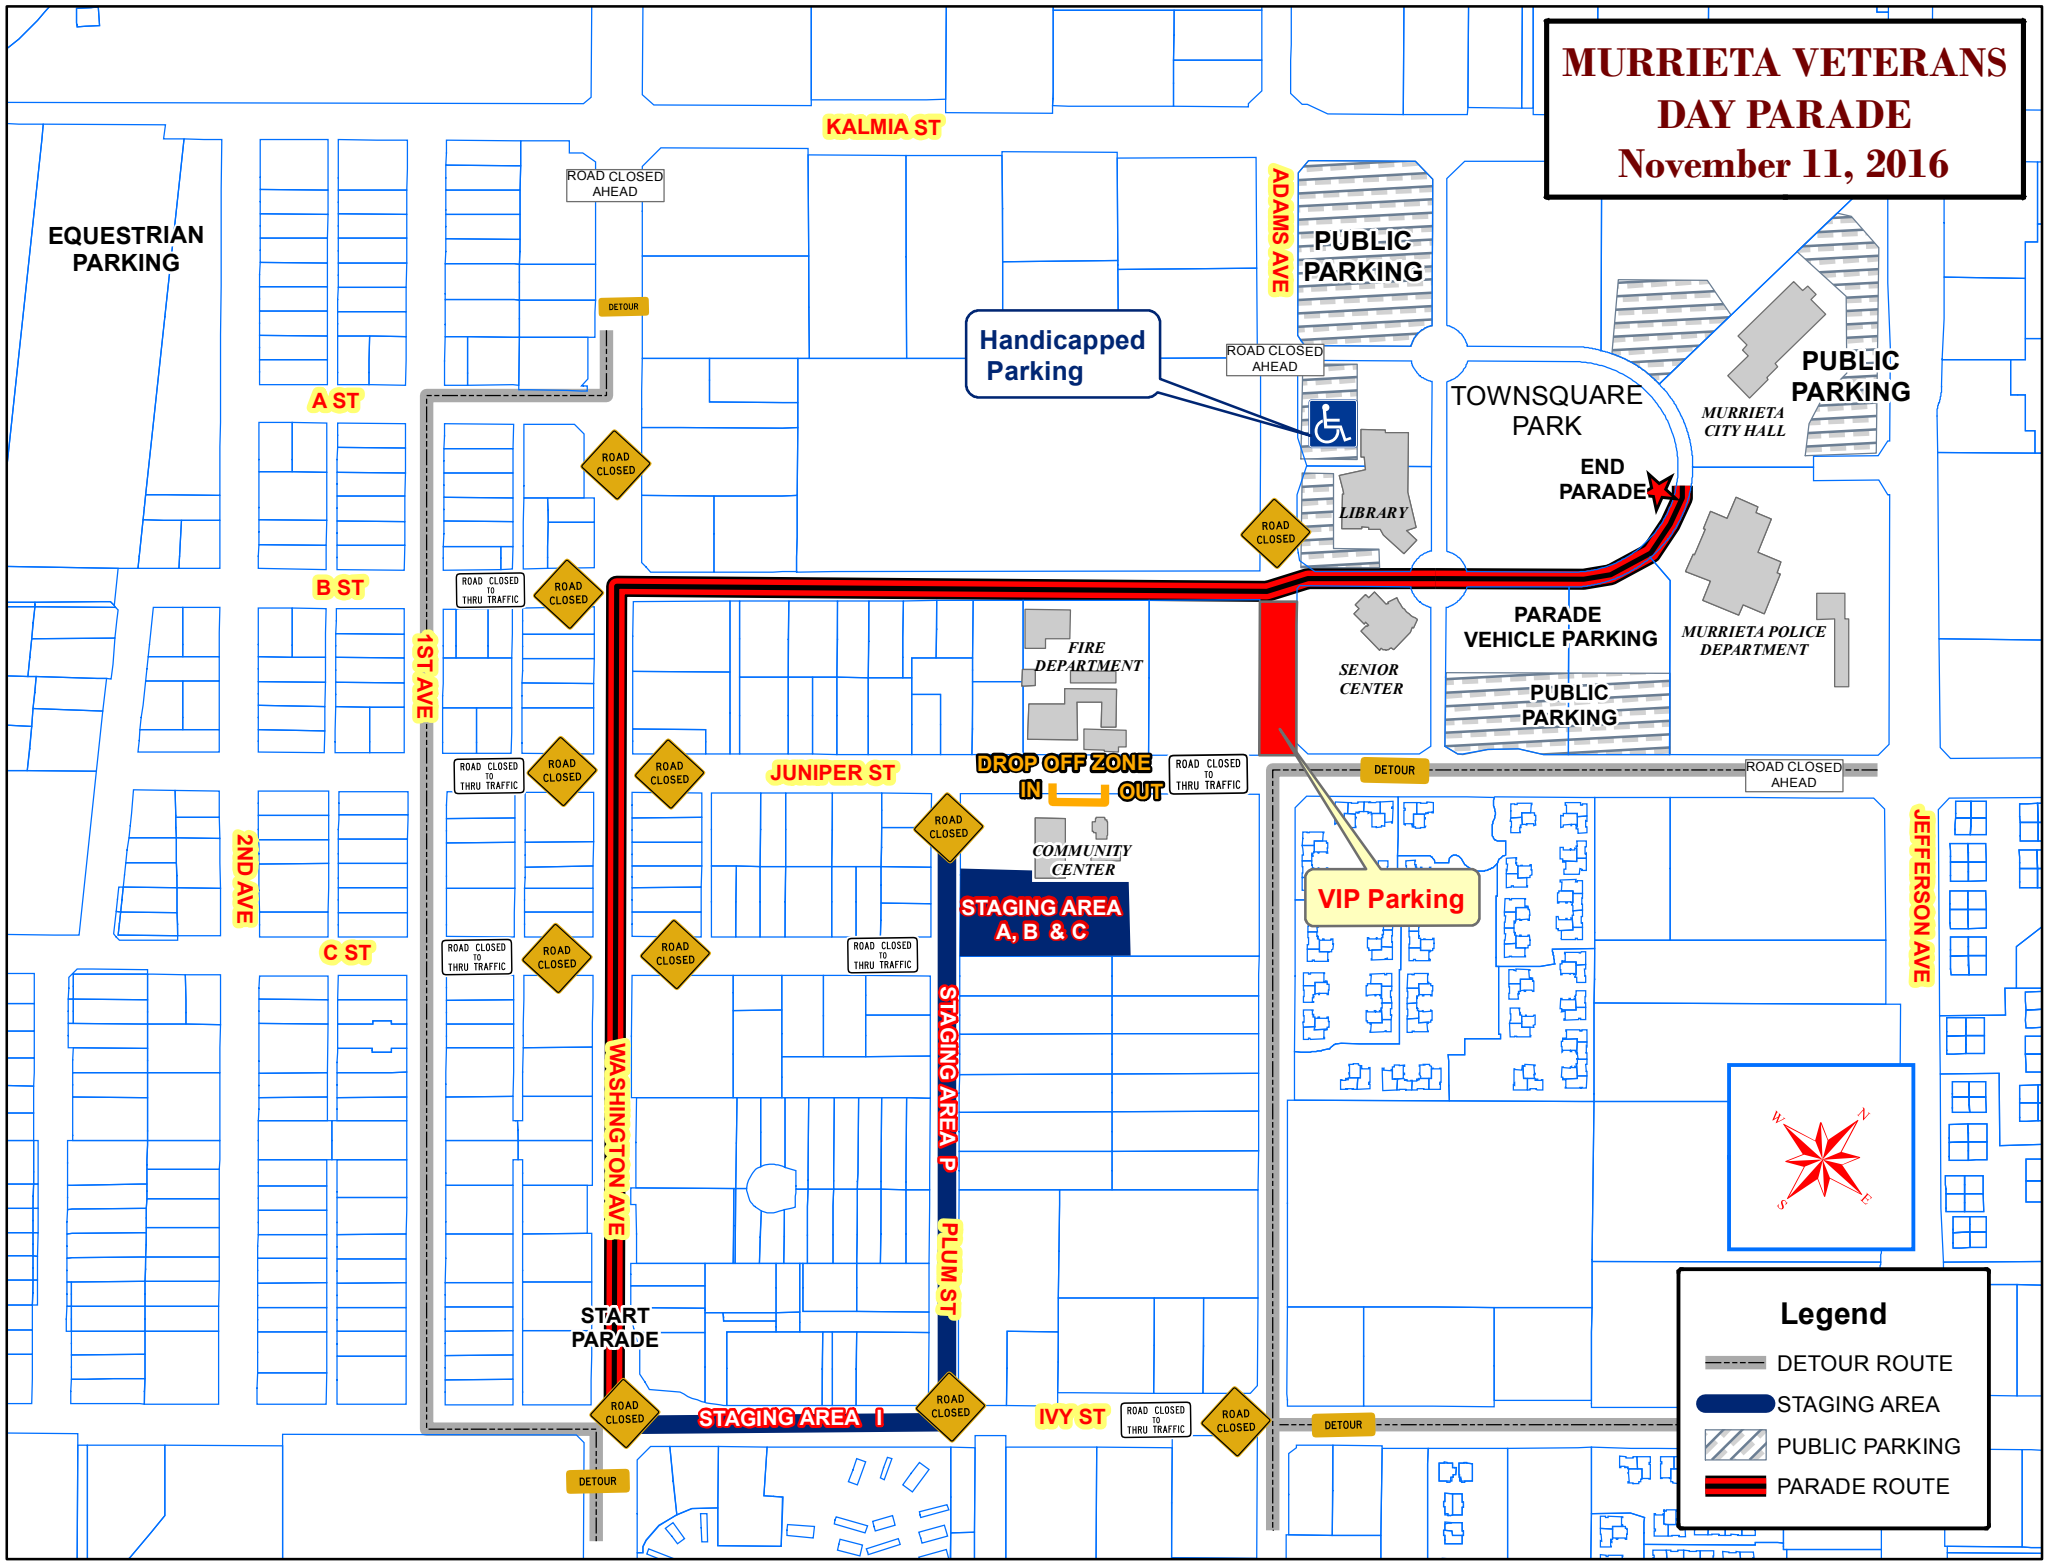 MURRIETA VETERANS
DAY PARADE
November 11, 2016
KALMIA ST
ROAD CLOSED
AHEAD
ADAMS AVE
EQUESTRIAN
PARKING
PUBLIC
PARKING
DETOUR
Handicapped
Parking
ROAD CLOSED
AHEAD
PUBLIC
PARKING
TOWNSQUARE
PARK
MURRIETA
CITY HALL
A ST
ROAD
CLOSED
END
PARADE
LIBRARY
ROAD
CLOSED
B ST
ROAD CLOSED
TO
THRU TRAFFIC
ROAD
CLOSED
1ST AVE
FIRE
DEPARTMENT
SENIOR
CENTER
PARADE
VEHICLE PARKING
MURRIETA POLICE
DEPARTMENT
PUBLIC
PARKING
ROAD CLOSED
TO
THRU TRAFFIC
ROAD
CLOSED
ROAD
CLOSED
JUNIPER ST
DROP OFF ZONE
IN OUT
ROAD CLOSED
TO
THRU TRAFFIC
DETOUR
ROAD CLOSED
AHEAD
2ND AVE
ROAD
CLOSED
COMMUNITY
CENTER
VIP Parking
JEFFERSON AVE
STAGING AREA
A, B & C
C ST
ROAD CLOSED
TO
THRU TRAFFIC
ROAD
CLOSED
ROAD
CLOSED
ROAD CLOSED
TO
THRU TRAFFIC
STAGING AREA P
WASHINGTON AVE
PLUM ST
W
N
S
E
START
PARADE
ROAD
CLOSED
STAGING AREA I
ROAD
CLOSED
IVY ST
ROAD CLOSED
TO
THRU TRAFFIC
ROAD
CLOSED
DETOUR
DETOUR
Legend
DETOUR ROUTE
STAGING AREA
PUBLIC PARKING
PARADE ROUTE